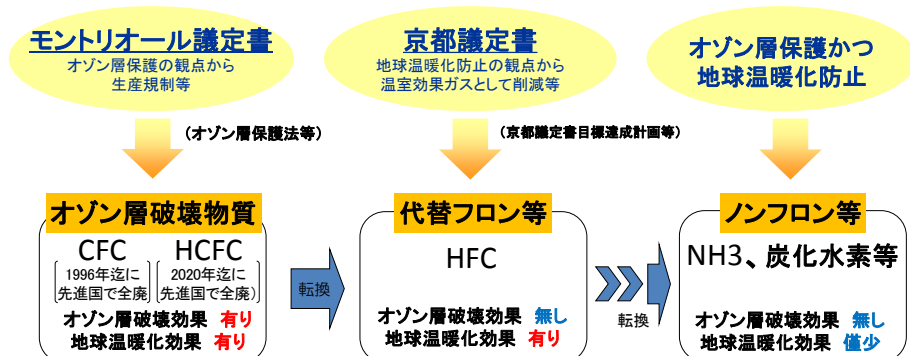 モントリオール議定書
オゾン層保護の観点から
生産規制等
京都議定書
地球温暖化防止の観点から
温室効果ガスとして削減等
オゾン層保護かつ
地球温暖化防止
(オゾン層保護法等)
(京都議定書目標達成計画等)
オゾン層破壊物質
CFC
1996年迄に
先進国で全廃
HCFC
2020年迄に
先進国で全廃)
オゾン層破壊効果 有り
地球温暖化効果 有り
転換
代替フロン等
HFC
オゾン層破壊効果 無し
地球温暖化効果 有り
転換
ノンフロン等
NH3、炭化水素等
オゾン層破壊効果 無し
地球温暖化効果 僅少